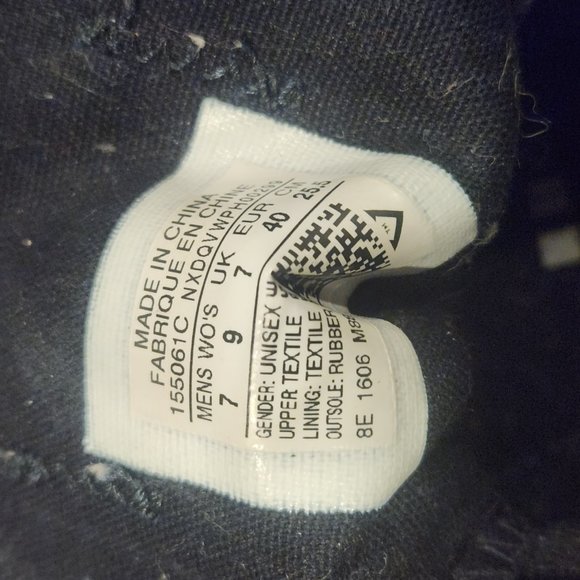 MADE IN CHINA
FABRIQUE EN CHINE
155061C NXDQVWPH00299
MENS WO'S UK EUR CM
7 9 7 40 25.5
GENDER: UNISEX
UPPER TEXTILE
LINING: TEXTILE
OUTSOLE: RUBBER
8E 1606